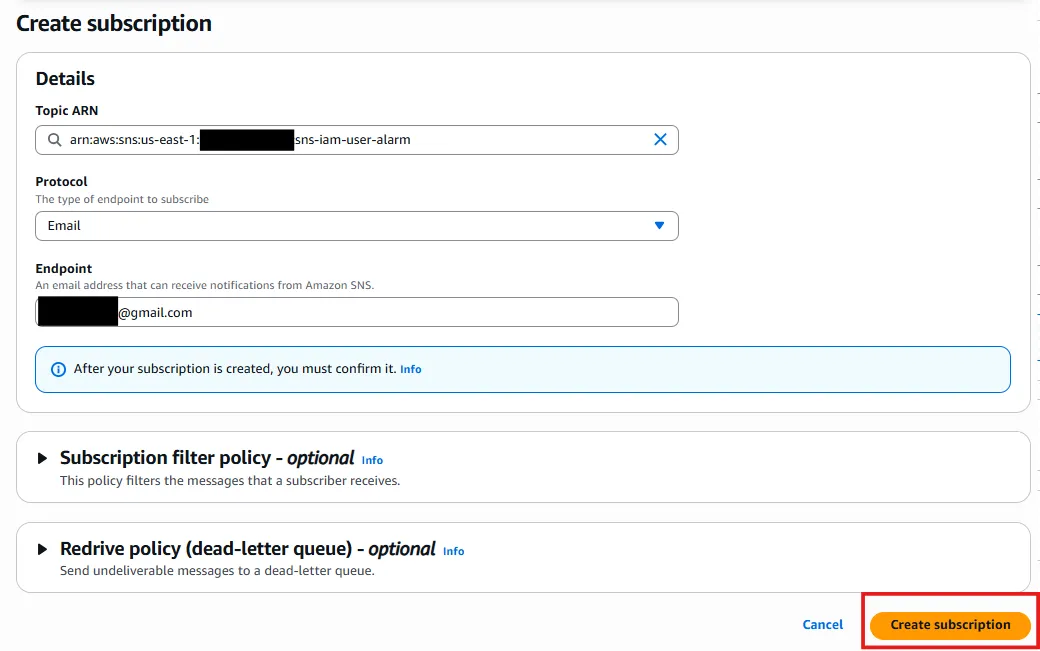 Create subscription
Details
Topic ARN
arn:aws:sns:us-east-1: sns-iam-user-alarm
Protocol
The type of endpoint to subscribe
Email
Endpoint
An email address that can receive notifications from Amazon SNS.
@gmail.com
After your subscription is created, you must confirm it. Info
Subscription filter policy - optional Info
This policy filters the messages that a subscriber receives.
Redrive policy (dead-letter queue) - optional Info
Send undeliverable messages to a dead-letter queue.
Cancel Create subscription